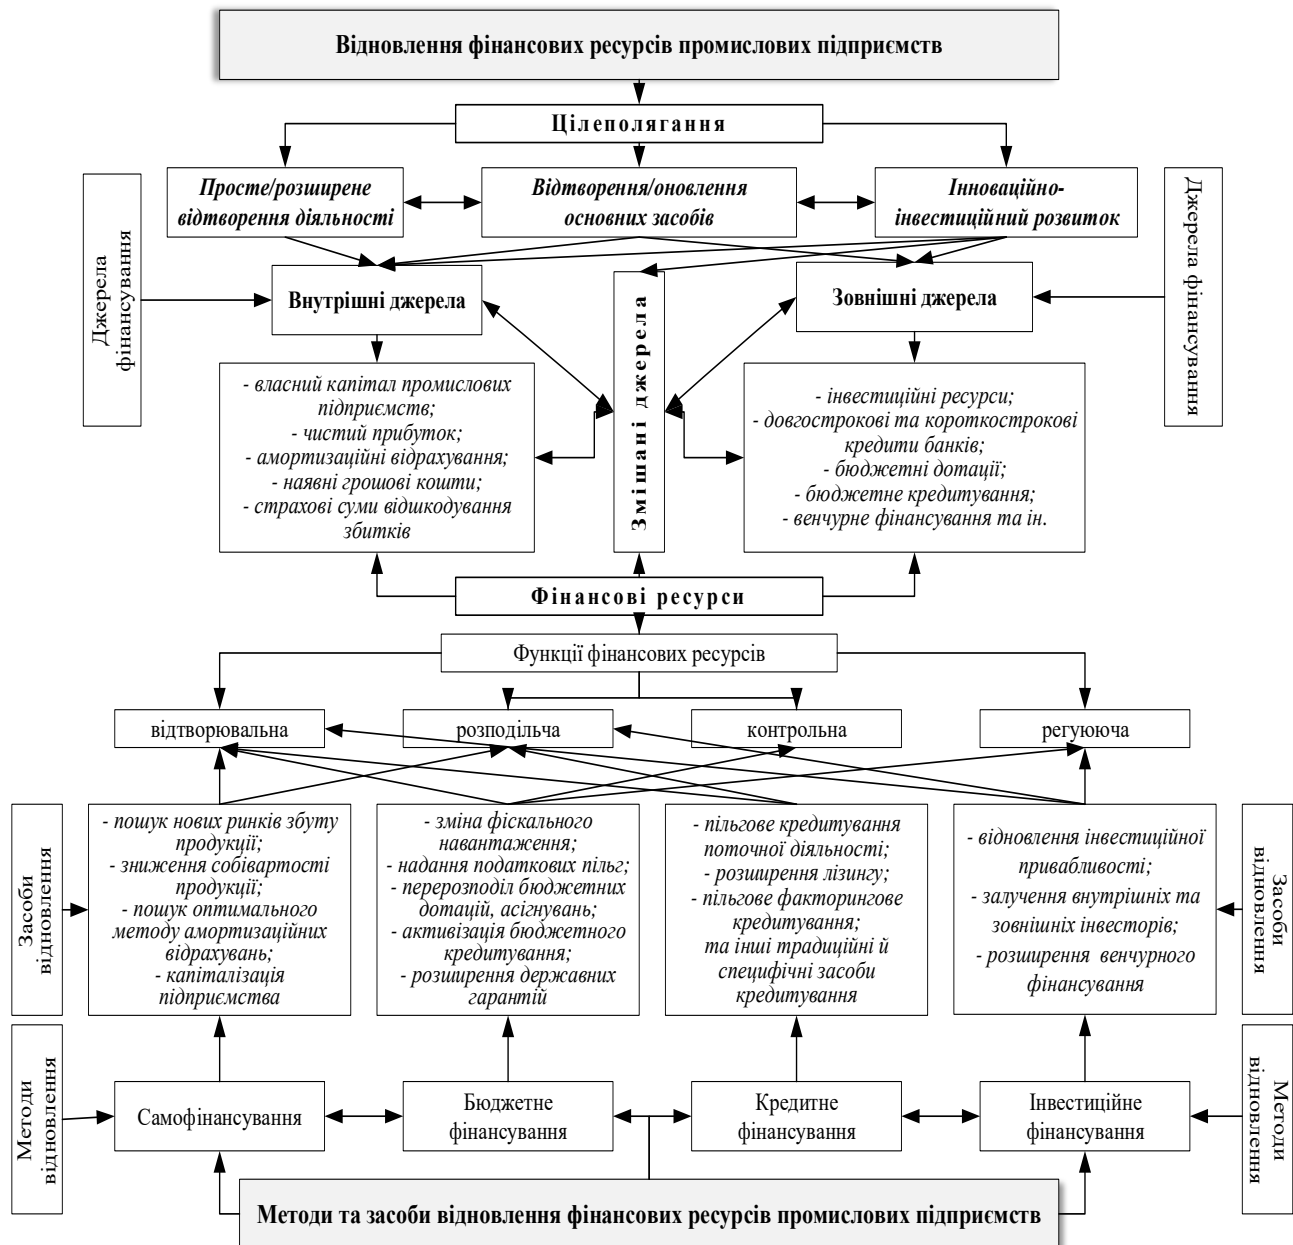 Відновлення фінансових ресурсів промислових підприємств
Цілеполягання
Просте/розширене
відтворення діяльності
Відтворення/оновлення
основних засобів
Інноваційно-
інвестиційний розвиток
Джерела
фінансування
Внутрішні джерела
Змішані джерела
Зовнішні джерела
Джерела фінансування
- власний капітал промислових
підприємств;
- чистий прибуток;
- амортизаційні відрахування;
- наявні грошові кошти;
- страхові суми відшкодування
збитків
- інвестиційні ресурси;
- довгострокові та короткострокові
кредити банків;
- бюджетні дотації;
- бюджетне кредитування;
- венчурне фінансування та ін.
Фінансові ресурси
Функції фінансових ресурсів
відтворювальна
розподільча
контрольна
регуююча
Засоби
відновлення
- пошук нових ринків збуту
продукції;
- зниження собівартості
продукції;
- пошук оптимального
методу амортизаційних
відрахувань;
- капіталізація
підприємства
- зміна фіскального
навантаження;
- надання податкових пільг;
- перерозподіл бюджетних
дотацій, асігнувань;
- активізація бюджетного
кредитування;
- розширення державних
гарантій
- пільгове кредитування
поточної діяльності;
- розширення лізингу;
- пільгове факторингове
кредитування;
та інші традиційні й
специфічні засоби
кредитування
- відновлення інвестиційної
привабливості;
- залучення внутрішніх та
зовнішніх інвесторів;
- розширення венчурного
фінансування
Засоби
відновлення
Методи
відновлення
Самофінансування
Бюджетне
фінансування
Кредитне
фінансування
Інвестиційне
фінансування
Методи
відновлення
Методи та засоби відновлення фінансових ресурсів промислових підприємств